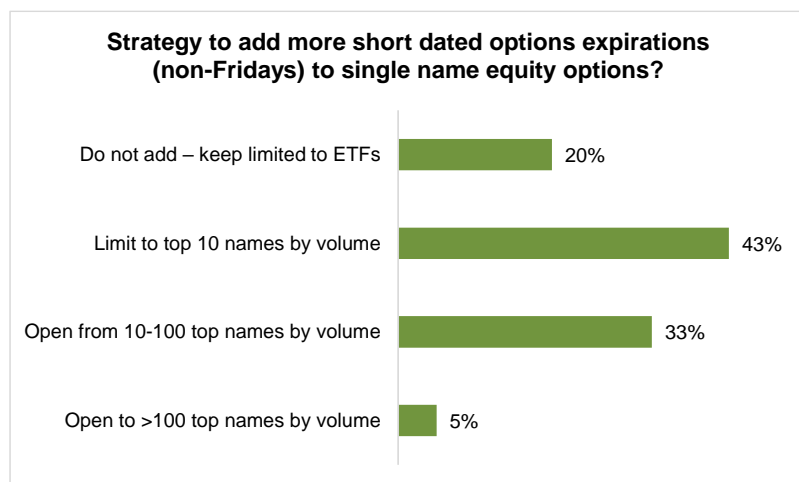 Strategy to add more short dated options expirations
(non-Fridays) to single name equity options?
Do not add – keep limited to ETFs
20%
Limit to top 10 names by volume
43%
Open from 10-100 top names by volume
33%
Open to >100 top names by volume
5%